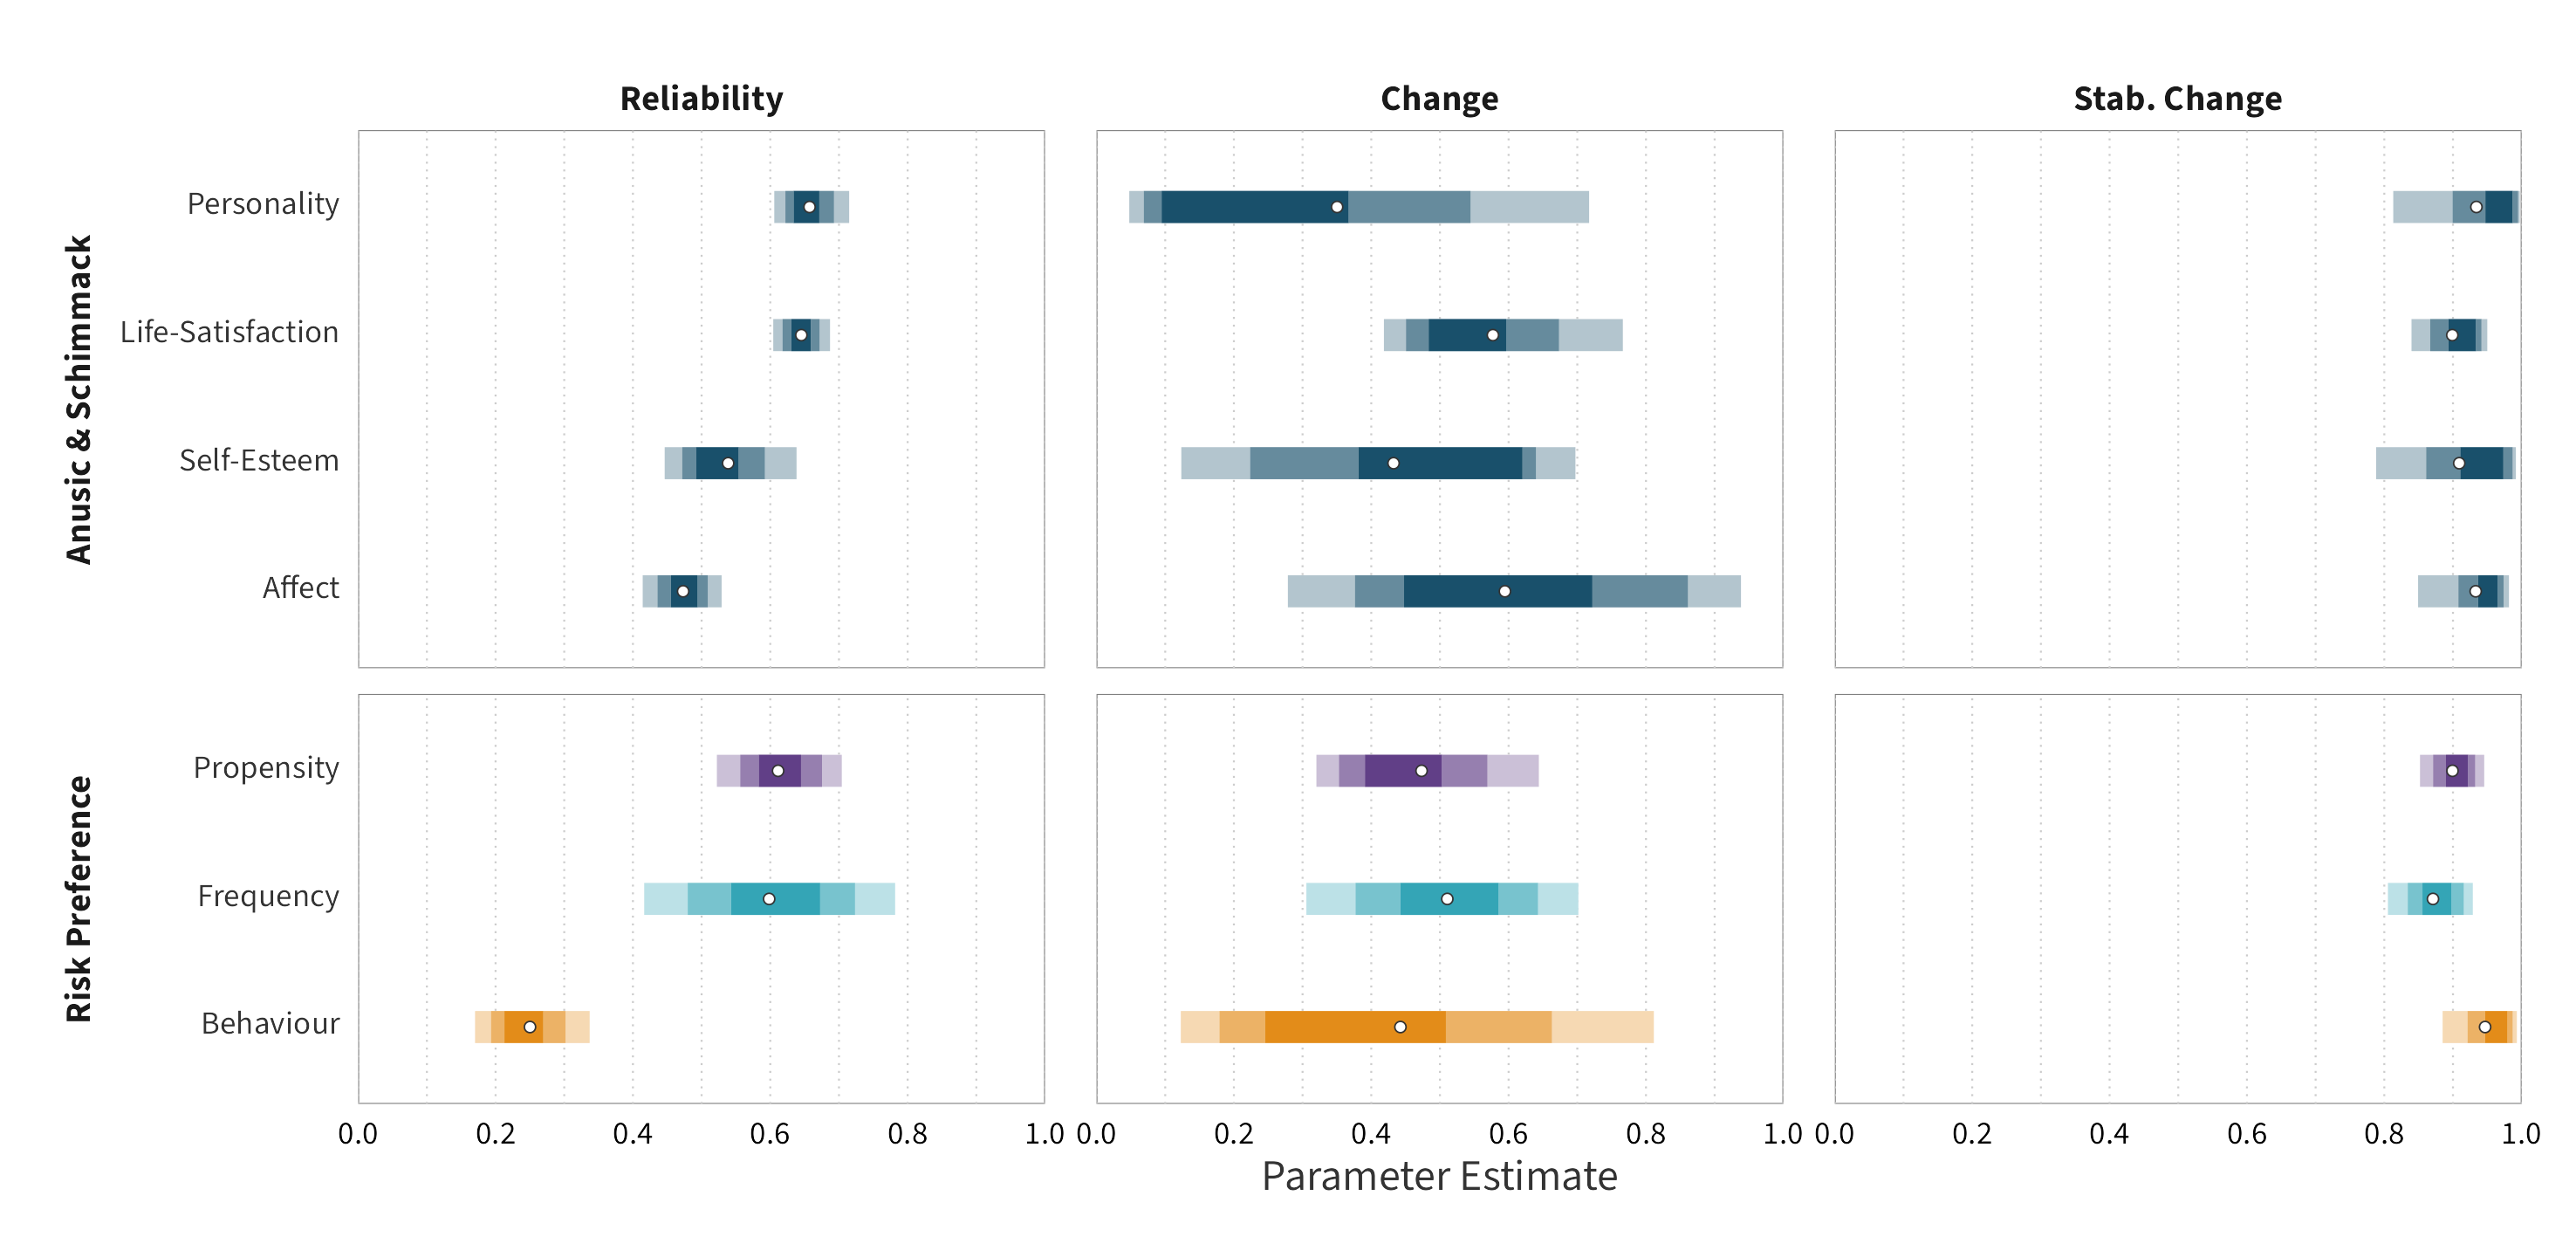 Reliability
Change
Stab. Change
Anusic & Schimmack
Personality
Life-Satisfaction
Self-Esteem
Affect
Risk Preference
Propensity
Frequency
Behaviour
0.0 0.2 0.4 0.6 0.8 1.0
0.0 0.2 0.4 0.6 0.8 1.0
0.0 0.2 0.4 0.6 0.8 1.0
Parameter Estimate